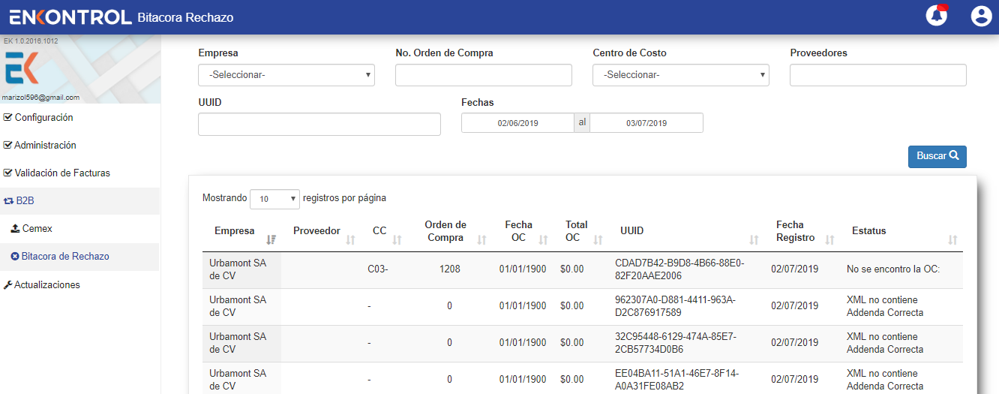 ENKONTROL Bitacora Rechazo
EK 1.0.2016.1012
EK
marizol596@gmail.com
Configuración
Administración
Validación de Facturas
B2B
Cemex
Bitacora de Rechazo
Actualizaciones
Empresa No. Orden de Compra Centro de Costo Proveedores
-Seleccionar- -Seleccionar-
UUID Fechas
02/06/2019 al 03/07/2019
Buscar
Mostrando 10 registros por página
Empresa Proveedor CC Orden de Compra Fecha OC Total OC UUID Fecha Registro Estatus
Urbamont SA de CV C03- 1208 01/01/1900 $0.00 CDAD7B42-B9D8-4B66-88E0-82F20AAE2006 02/07/2019 No se encontro la OC:
Urbamont SA de CV - 0 01/01/1900 $0.00 962307A0-D881-4411-963A-D2C876917589 02/07/2019 XML no contiene Addenda Correcta
Urbamont SA de CV - 0 01/01/1900 $0.00 32C95448-6129-474A-85E7-2CB57734D0B6 02/07/2019 XML no contiene Addenda Correcta
Urbamont SA de CV - 0 01/01/1900 $0.00 EE04BA11-51A1-46E7-8F14-A0A31FE08AB2 02/07/2019 XML no contiene Addenda Correcta